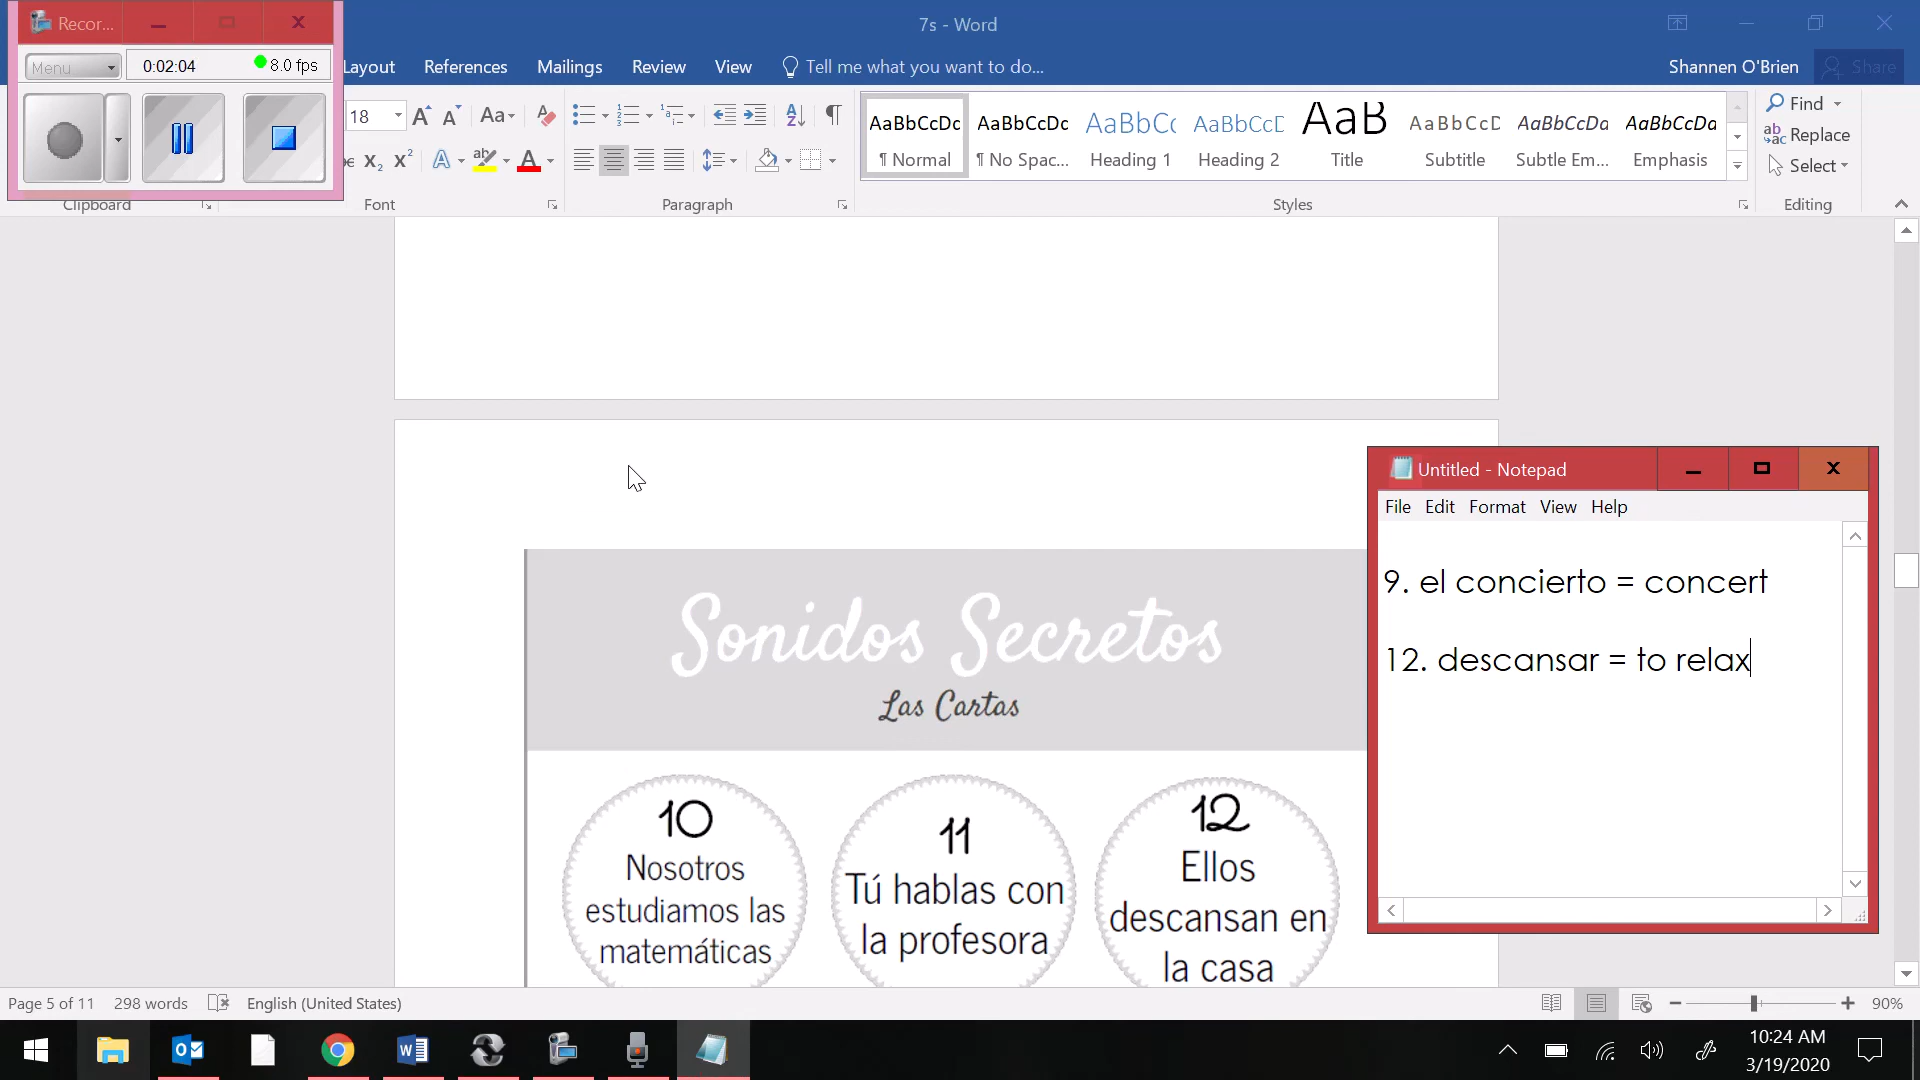 Recor...
7s - Word
Menu
0:02:04
8.0 fps
Layout
References
Mailings
Review
View
Tell me what you want to do...
Shannen O'Brien
Share
18
Aa
AaBbCcDc
AaBbCcDc
AaBbCc
AaBbCcD
AaB
AaBbCcD
AaBbCcDa
AaBbCcDa
¶ Normal
¶ No Spac...
Heading 1
Heading 2
Title
Subtitle
Subtle Em...
Emphasis
Find
Replace
Select
Clipboard
Font
Paragraph
Styles
Editing
Sonidos Secretos
Las Cartas
10
Nosotros
estudiamos las
matemáticas
11
Tú hablas con
la profesora
12
Ellos
descansan en
la casa
Untitled - Notepad
File Edit Format View Help
9. el concierto = concert
12. descansar = to relax
Page 5 of 11
298 words
English (United States)
90%
10:24 AM
3/19/2020